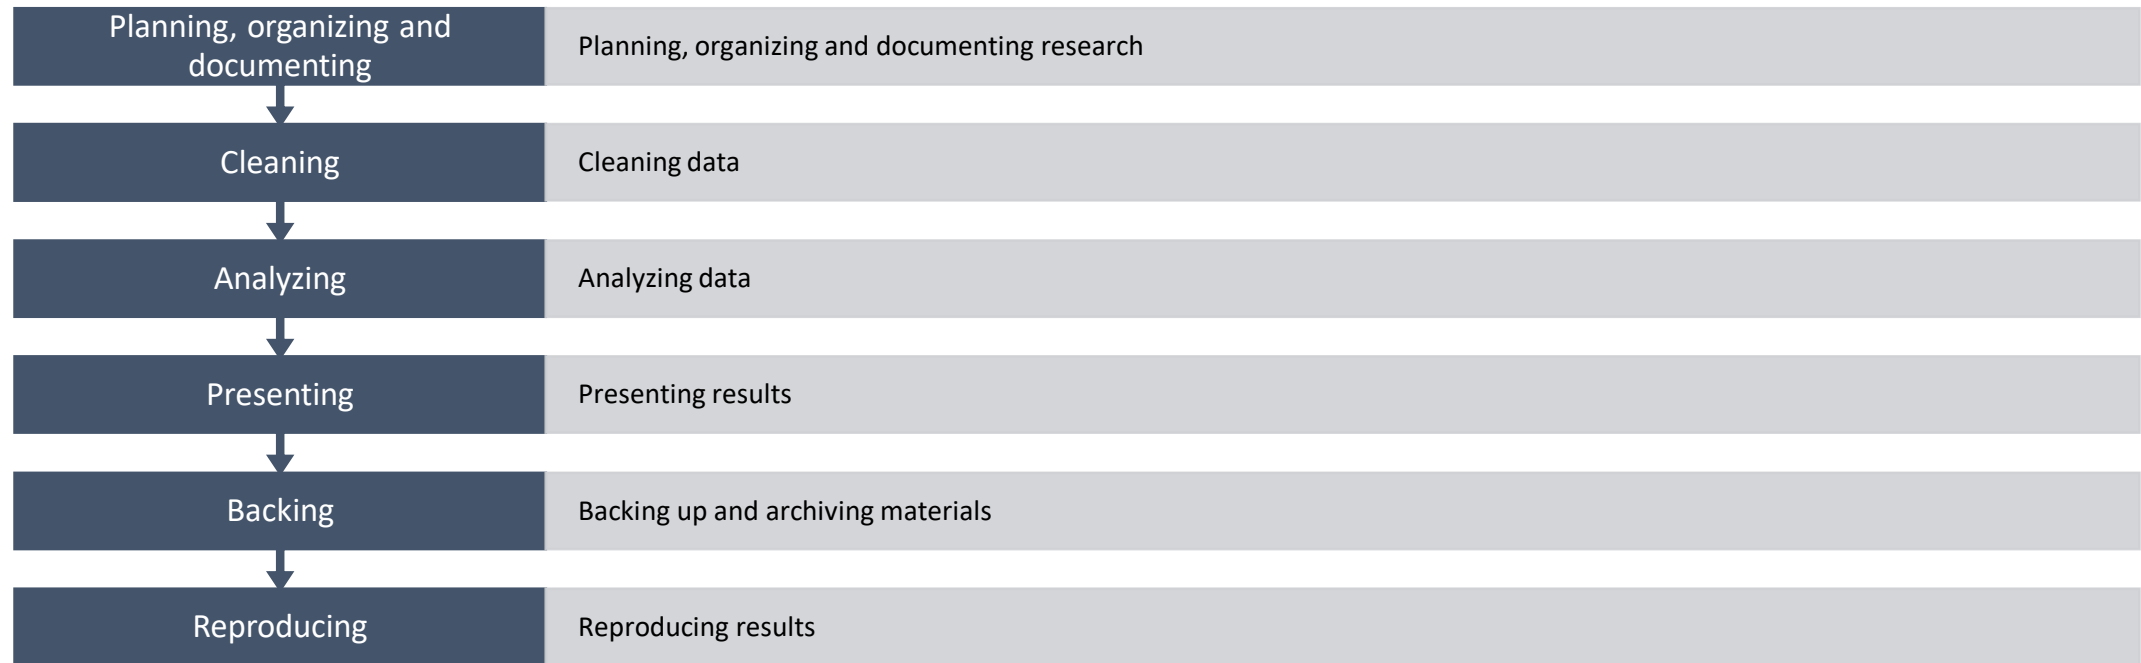 Planning, organizing and
documenting
Planning, organizing and documenting research
Cleaning
Cleaning data
Analyzing
Analyzing data
Presenting
Presenting results
Backing
Backing up and archiving materials
Reproducing
Reproducing results